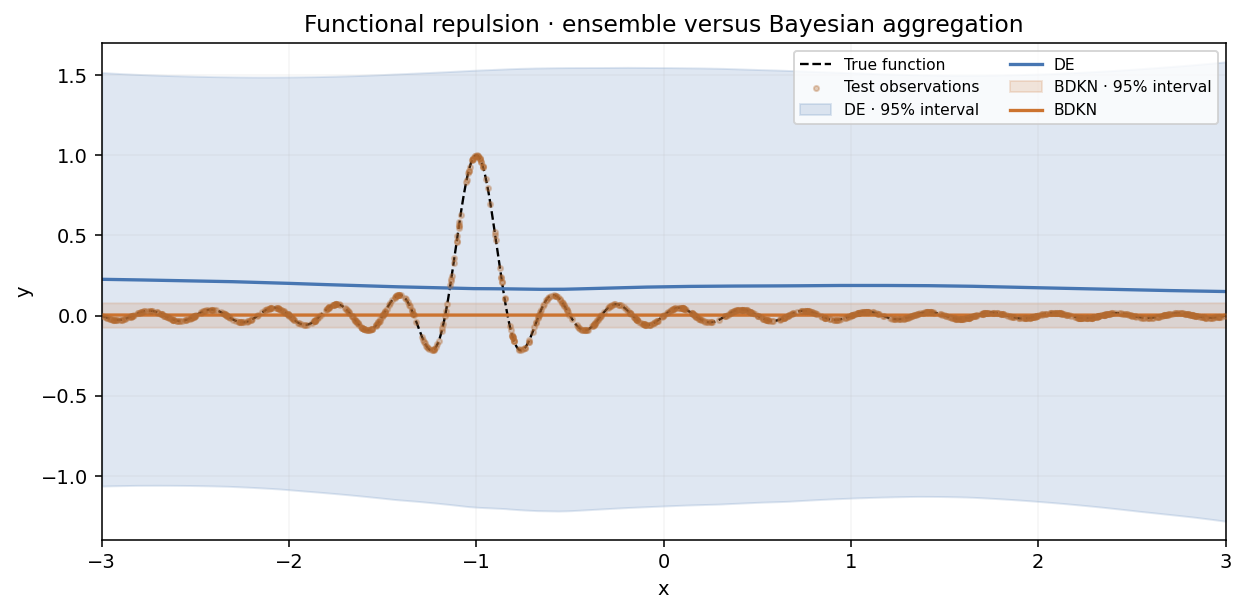 Functional repulsion · ensemble versus Bayesian aggregation
True function
Test observations
DE · 95% interval
DE
BDKN · 95% interval
BDKN
y
1.5
1.0
0.5
0.0
−0.5
−1.0
−3 −2 −1 0 1 2 3
x